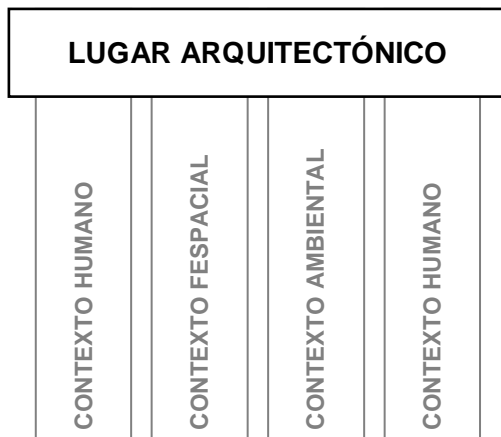 LUGAR ARQUITECTÓNICO
CONTEXTO HUMANO
CONTEXTO FESPACIAL
CONTEXTO AMBIENTAL
CONTEXTO HUMANO